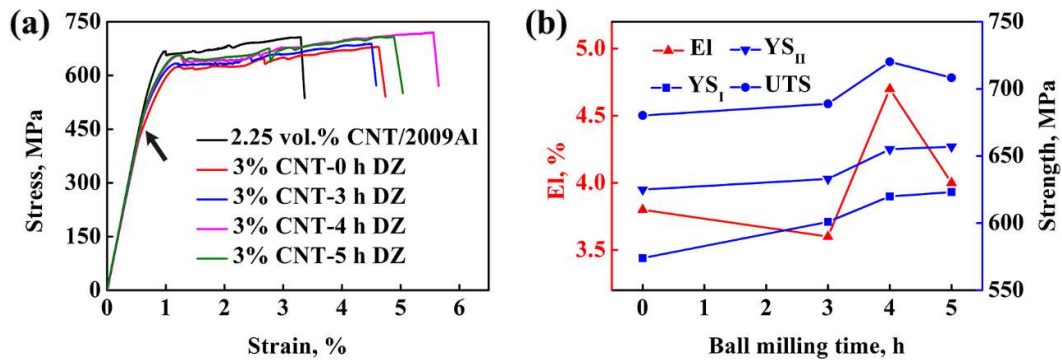 (a)
750
600
450
300
150
0
Stress, MPa
2.25 vol.% CNT/2009Al
3% CNT-0 h DZ
3% CNT-3 h DZ
3% CNT-4 h DZ
3% CNT-5 h DZ
0 1 2 3 4 5 6
Strain, %
(b)
5.0
4.5
4.0
3.5
El, %
El
YS_I
YS_II
UTS
750
700
650
600
550
Strength, MPa
0 1 2 3 4 5
Ball milling time, h